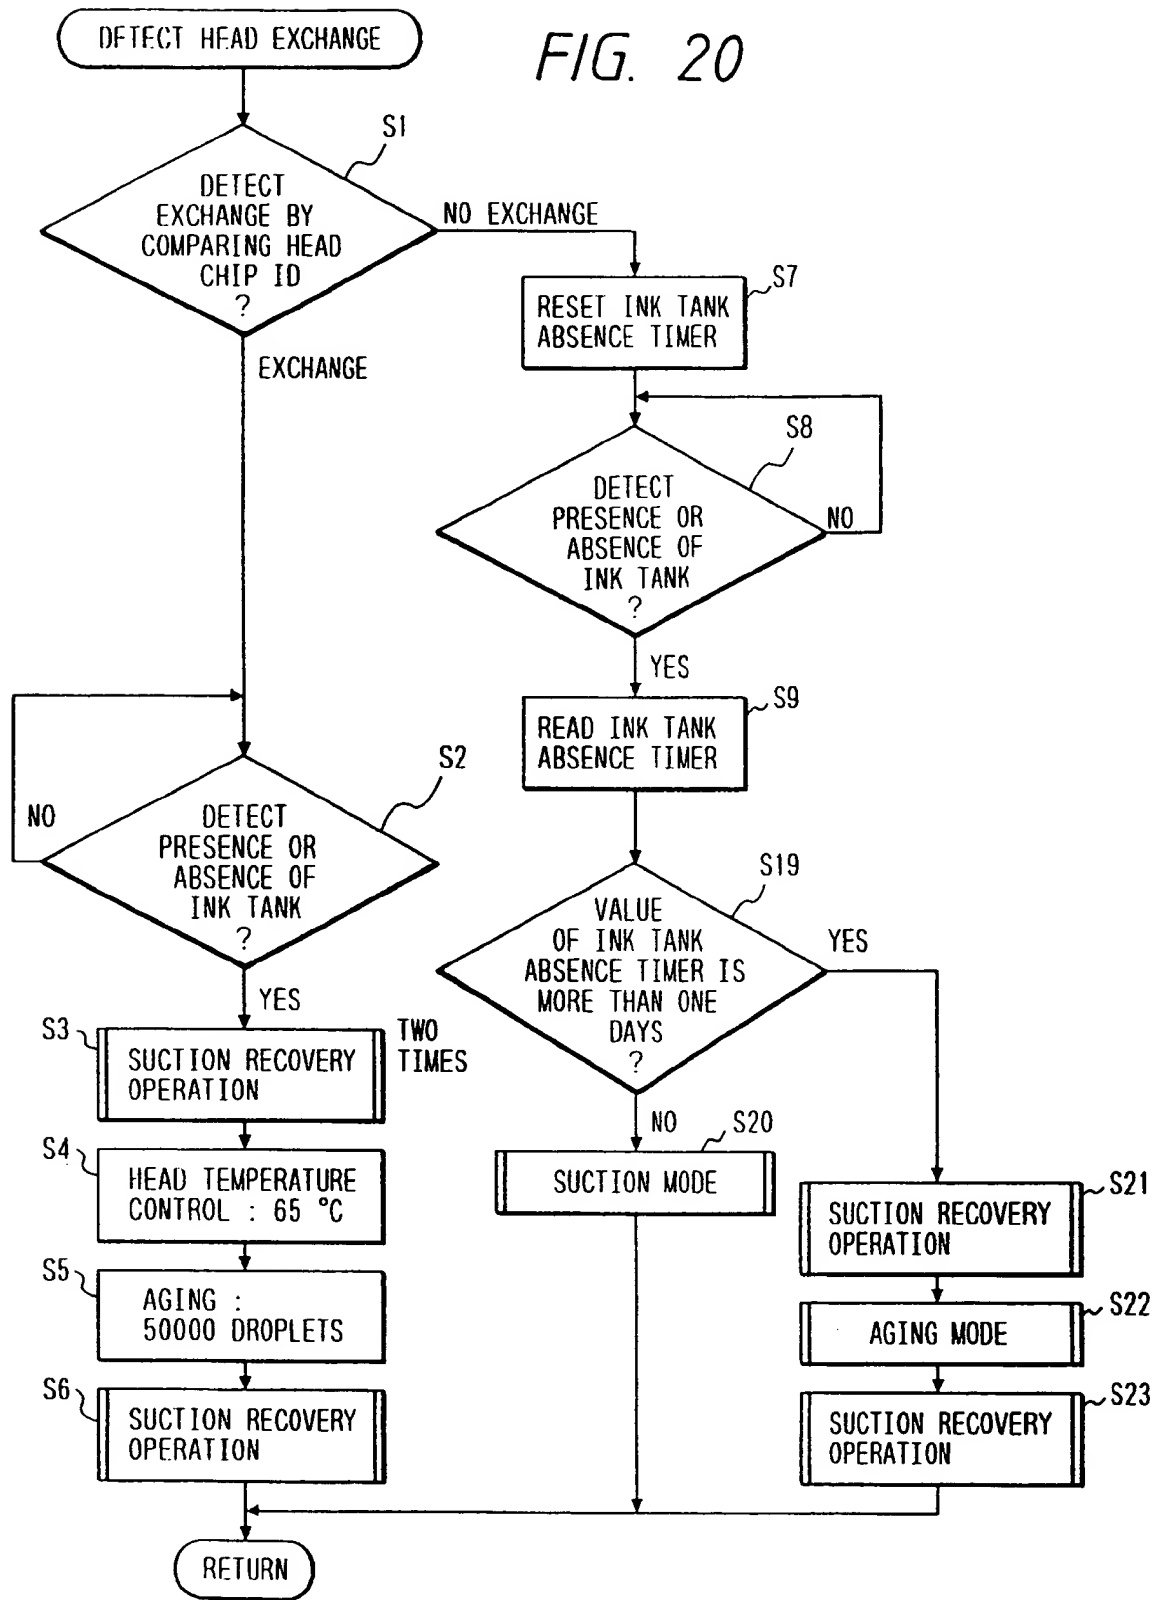 DETECT HEAD EXCHANGE
FIG. 20
S1
DETECT
EXCHANGE BY
COMPARING HEAD
CHIP ID
?
NO EXCHANGE
EXCHANGE
S7
RESET INK TANK
ABSENCE TIMER
S8
DETECT
PRESENCE OR
ABSENCE OF
INK TANK
?
NO
YES
S9
READ INK TANK
ABSENCE TIMER
S2
DETECT
PRESENCE OR
ABSENCE OF
INK TANK
?
NO
YES
S19
VALUE
OF INK TANK
ABSENCE TIMER IS
MORE THAN ONE
DAYS
?
YES
NO
S3
SUCTION RECOVERY
OPERATION
TWO
TIMES
S4
HEAD TEMPERATURE
CONTROL : 65 °C
S5
AGING :
50000 DROPLETS
S6
SUCTION RECOVERY
OPERATION
S20
SUCTION MODE
S21
SUCTION RECOVERY
OPERATION
S22
AGING MODE
S23
SUCTION RECOVERY
OPERATION
RETURN